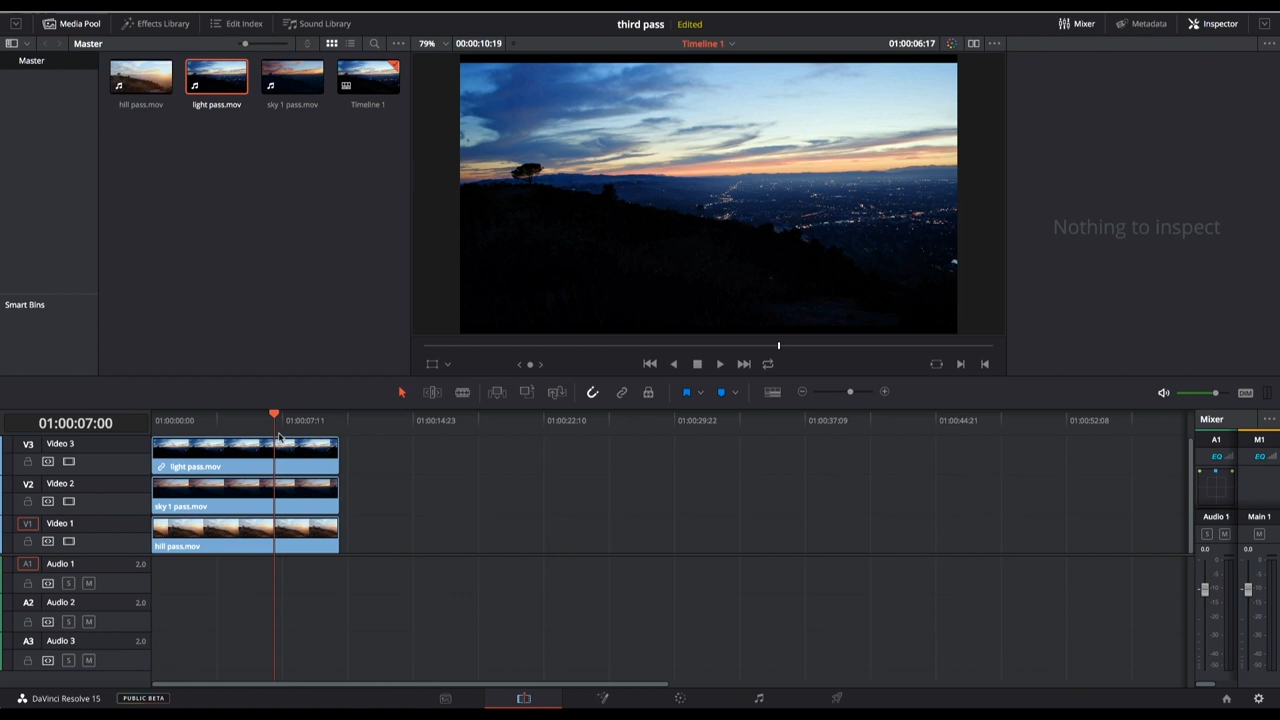 Media Pool
Effects Library
Edit Index
Sound Library
third pass
Edited
Mixer
Metadata
Inspector
Master
79%
00:00:10:19
Timeline 1
01:00:06:17
Master
Smart Bins
hill pass.mov
light pass.mov
sky 1 pass.mov
Timeline 1
Nothing to inspect
01:00:07:00
01:00:00:00
01:00:07:11
01:00:14:23
01:00:22:10
01:00:29:22
01:00:37:09
01:00:44:21
01:00:52:08
Mixer
V3 Video 3
light pass.mov
V2 Video 2
sky 1 pass.mov
V1 Video 1
hill pass.mov
A1 Audio 1 2.0
S M
A2 Audio 2 2.0
S M
A3 Audio 3 2.0
S M
A1 M1
EQ EQ
Audio 1 Main 1
S M M
0.0 0.0
DIM
DaVinci Resolve 15
PUBLIC BETA